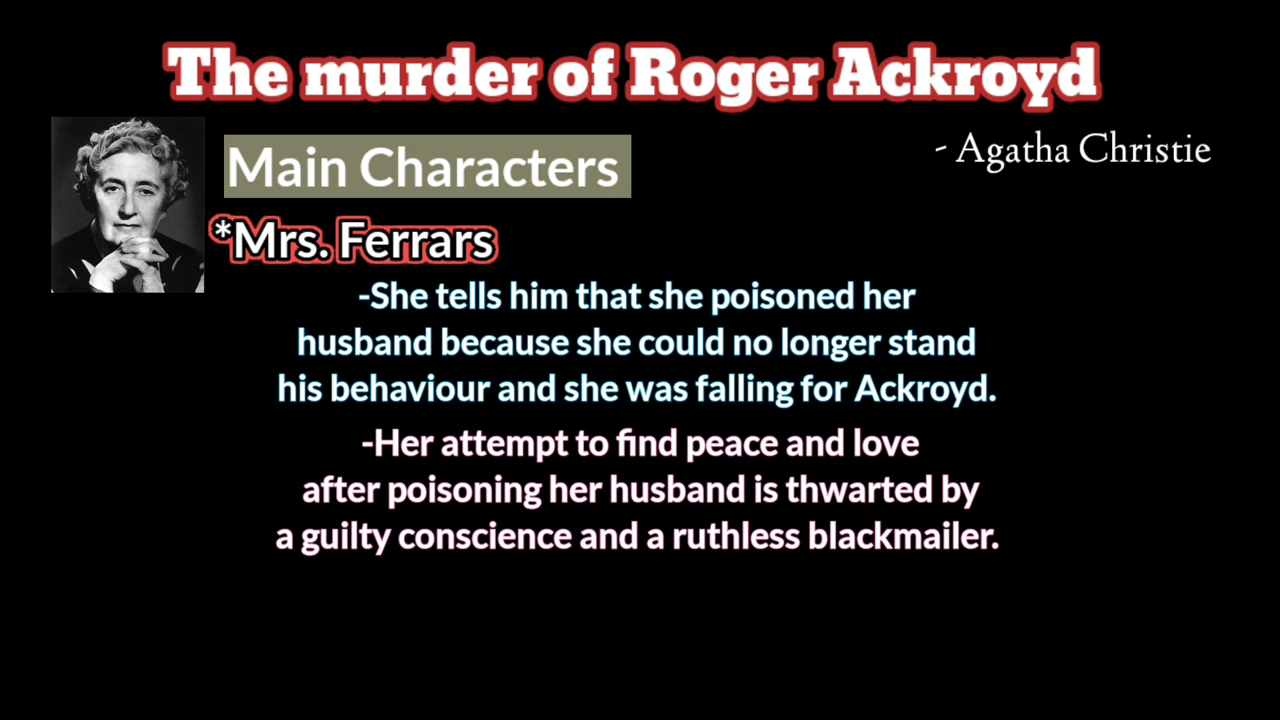 The murder of Roger Ackroyd
- Agatha Christie
Main Characters
*Mrs. Ferrars
-She tells him that she poisoned her
husband because she could no longer stand
his behaviour and she was falling for Ackroyd.
-Her attempt to find peace and love
after poisoning her husband is thwarted by
a guilty conscience and a ruthless blackmailer.